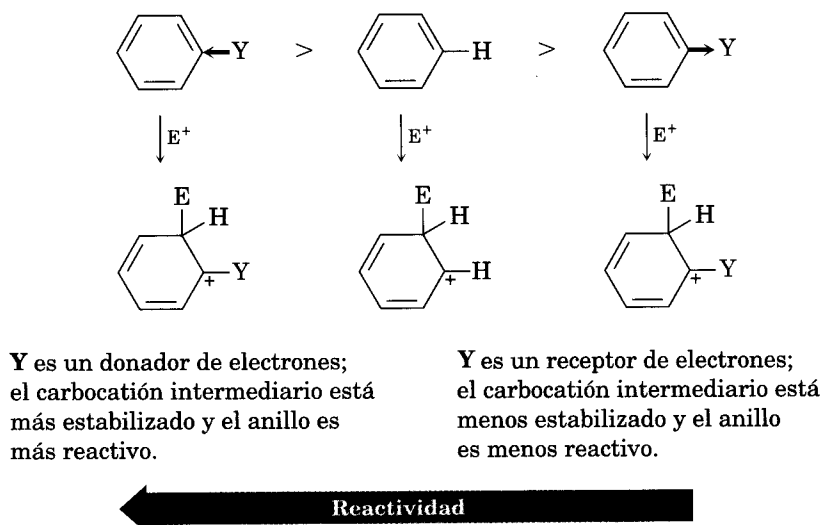 Y > H > Y
E⁺ E⁺ E⁺
E E E
H H H
Y H Y
+ + +
Y es un donador de electrones;
el carbocatión intermediario está
más estabilizado y el anillo es
más reactivo.
Y es un receptor de electrones;
el carbocatión intermediario está
menos estabilizado y el anillo
es menos reactivo.
Reactividad